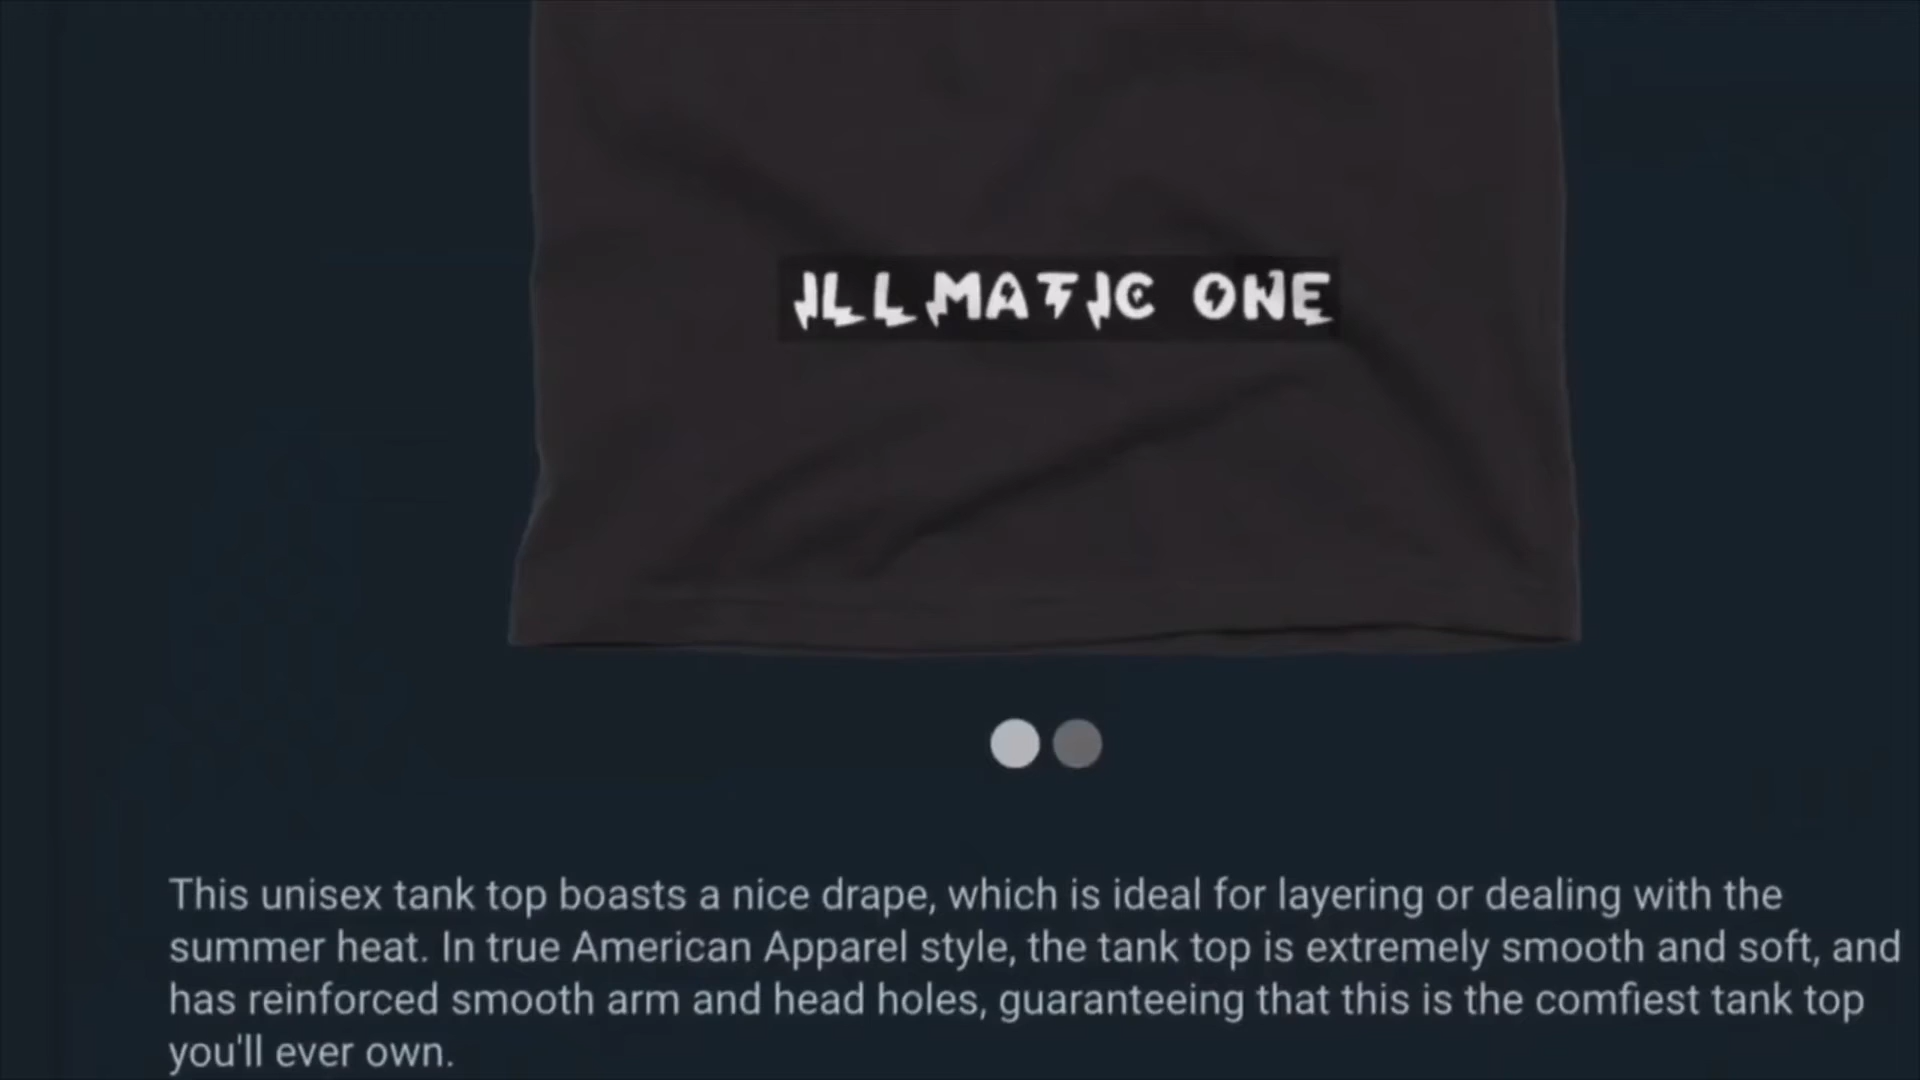 ILLMATIC ONE
This unisex tank top boasts a nice drape, which is ideal for layering or dealing with the
summer heat. In true American Apparel style, the tank top is extremely smooth and soft, and
has reinforced smooth arm and head holes, guaranteeing that this is the comfiest tank top
you'll ever own.